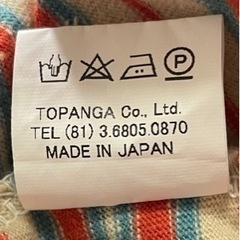 P
TOPANGA Co., Ltd.
TEL (81) 3.6805.0870
MADE IN JAPAN